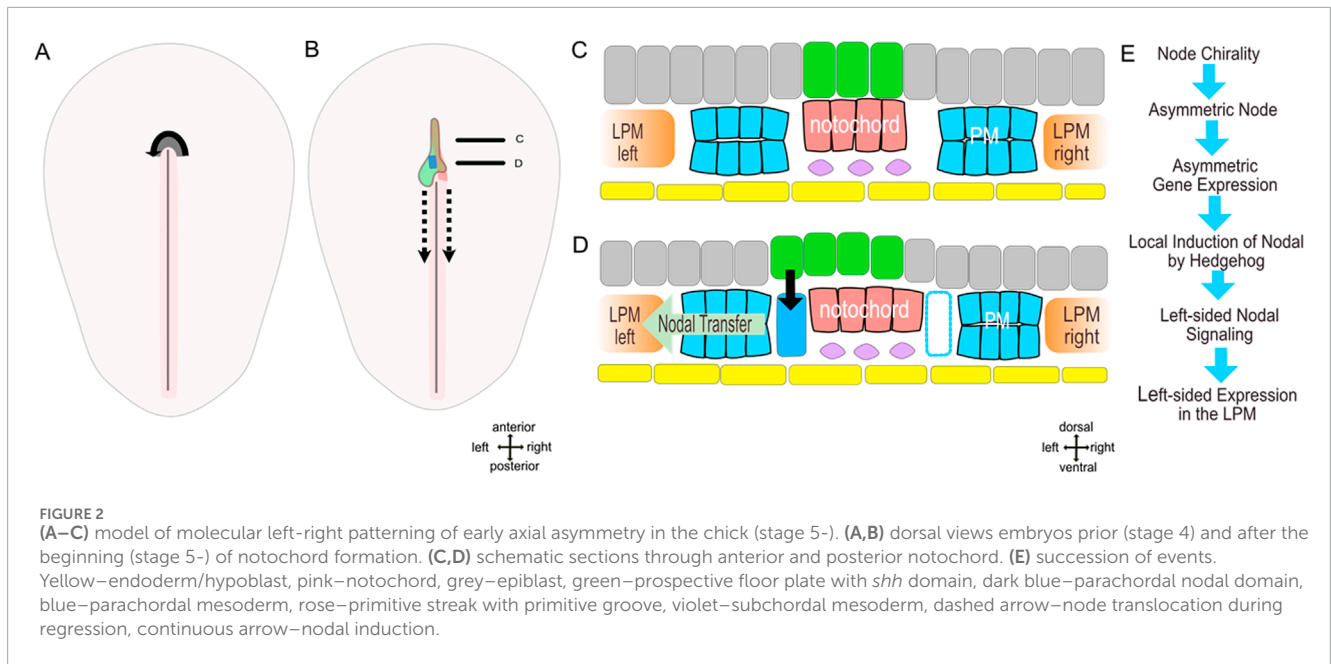 A
B
C
D
anterior
left right
posterior
C
LPM
left
notochord
PM
LPM
right
D
LPM
left
Nodal Transfer
notochord
PM
LPM
right
dorsal
left right
ventral
E
Node Chirality
Asymmetric Node
Asymmetric
Gene Expression
Local Induction of Nodal
by Hedgehog
Left-sided Nodal
Signaling
Left-sided Expression
in the LPM
FIGURE 2
(A–C) model of molecular left-right patterning of early axial asymmetry in the chick (stage 5-). (A,B) dorsal views embryos prior (stage 4) and after the
beginning (stage 5-) of notochord formation. (C,D) schematic sections through anterior and posterior notochord. (E) succession of events.
Yellow–endoderm/hypoblast, pink–notochord, grey–epiblast, green–prospective floor plate with shh domain, dark blue–parachordal nodal domain,
blue–parachordal mesoderm, rose–primitive streak with primitive groove, violet–subchordal mesoderm, dashed arrow–node translocation during
regression, continuous arrow–nodal induction.